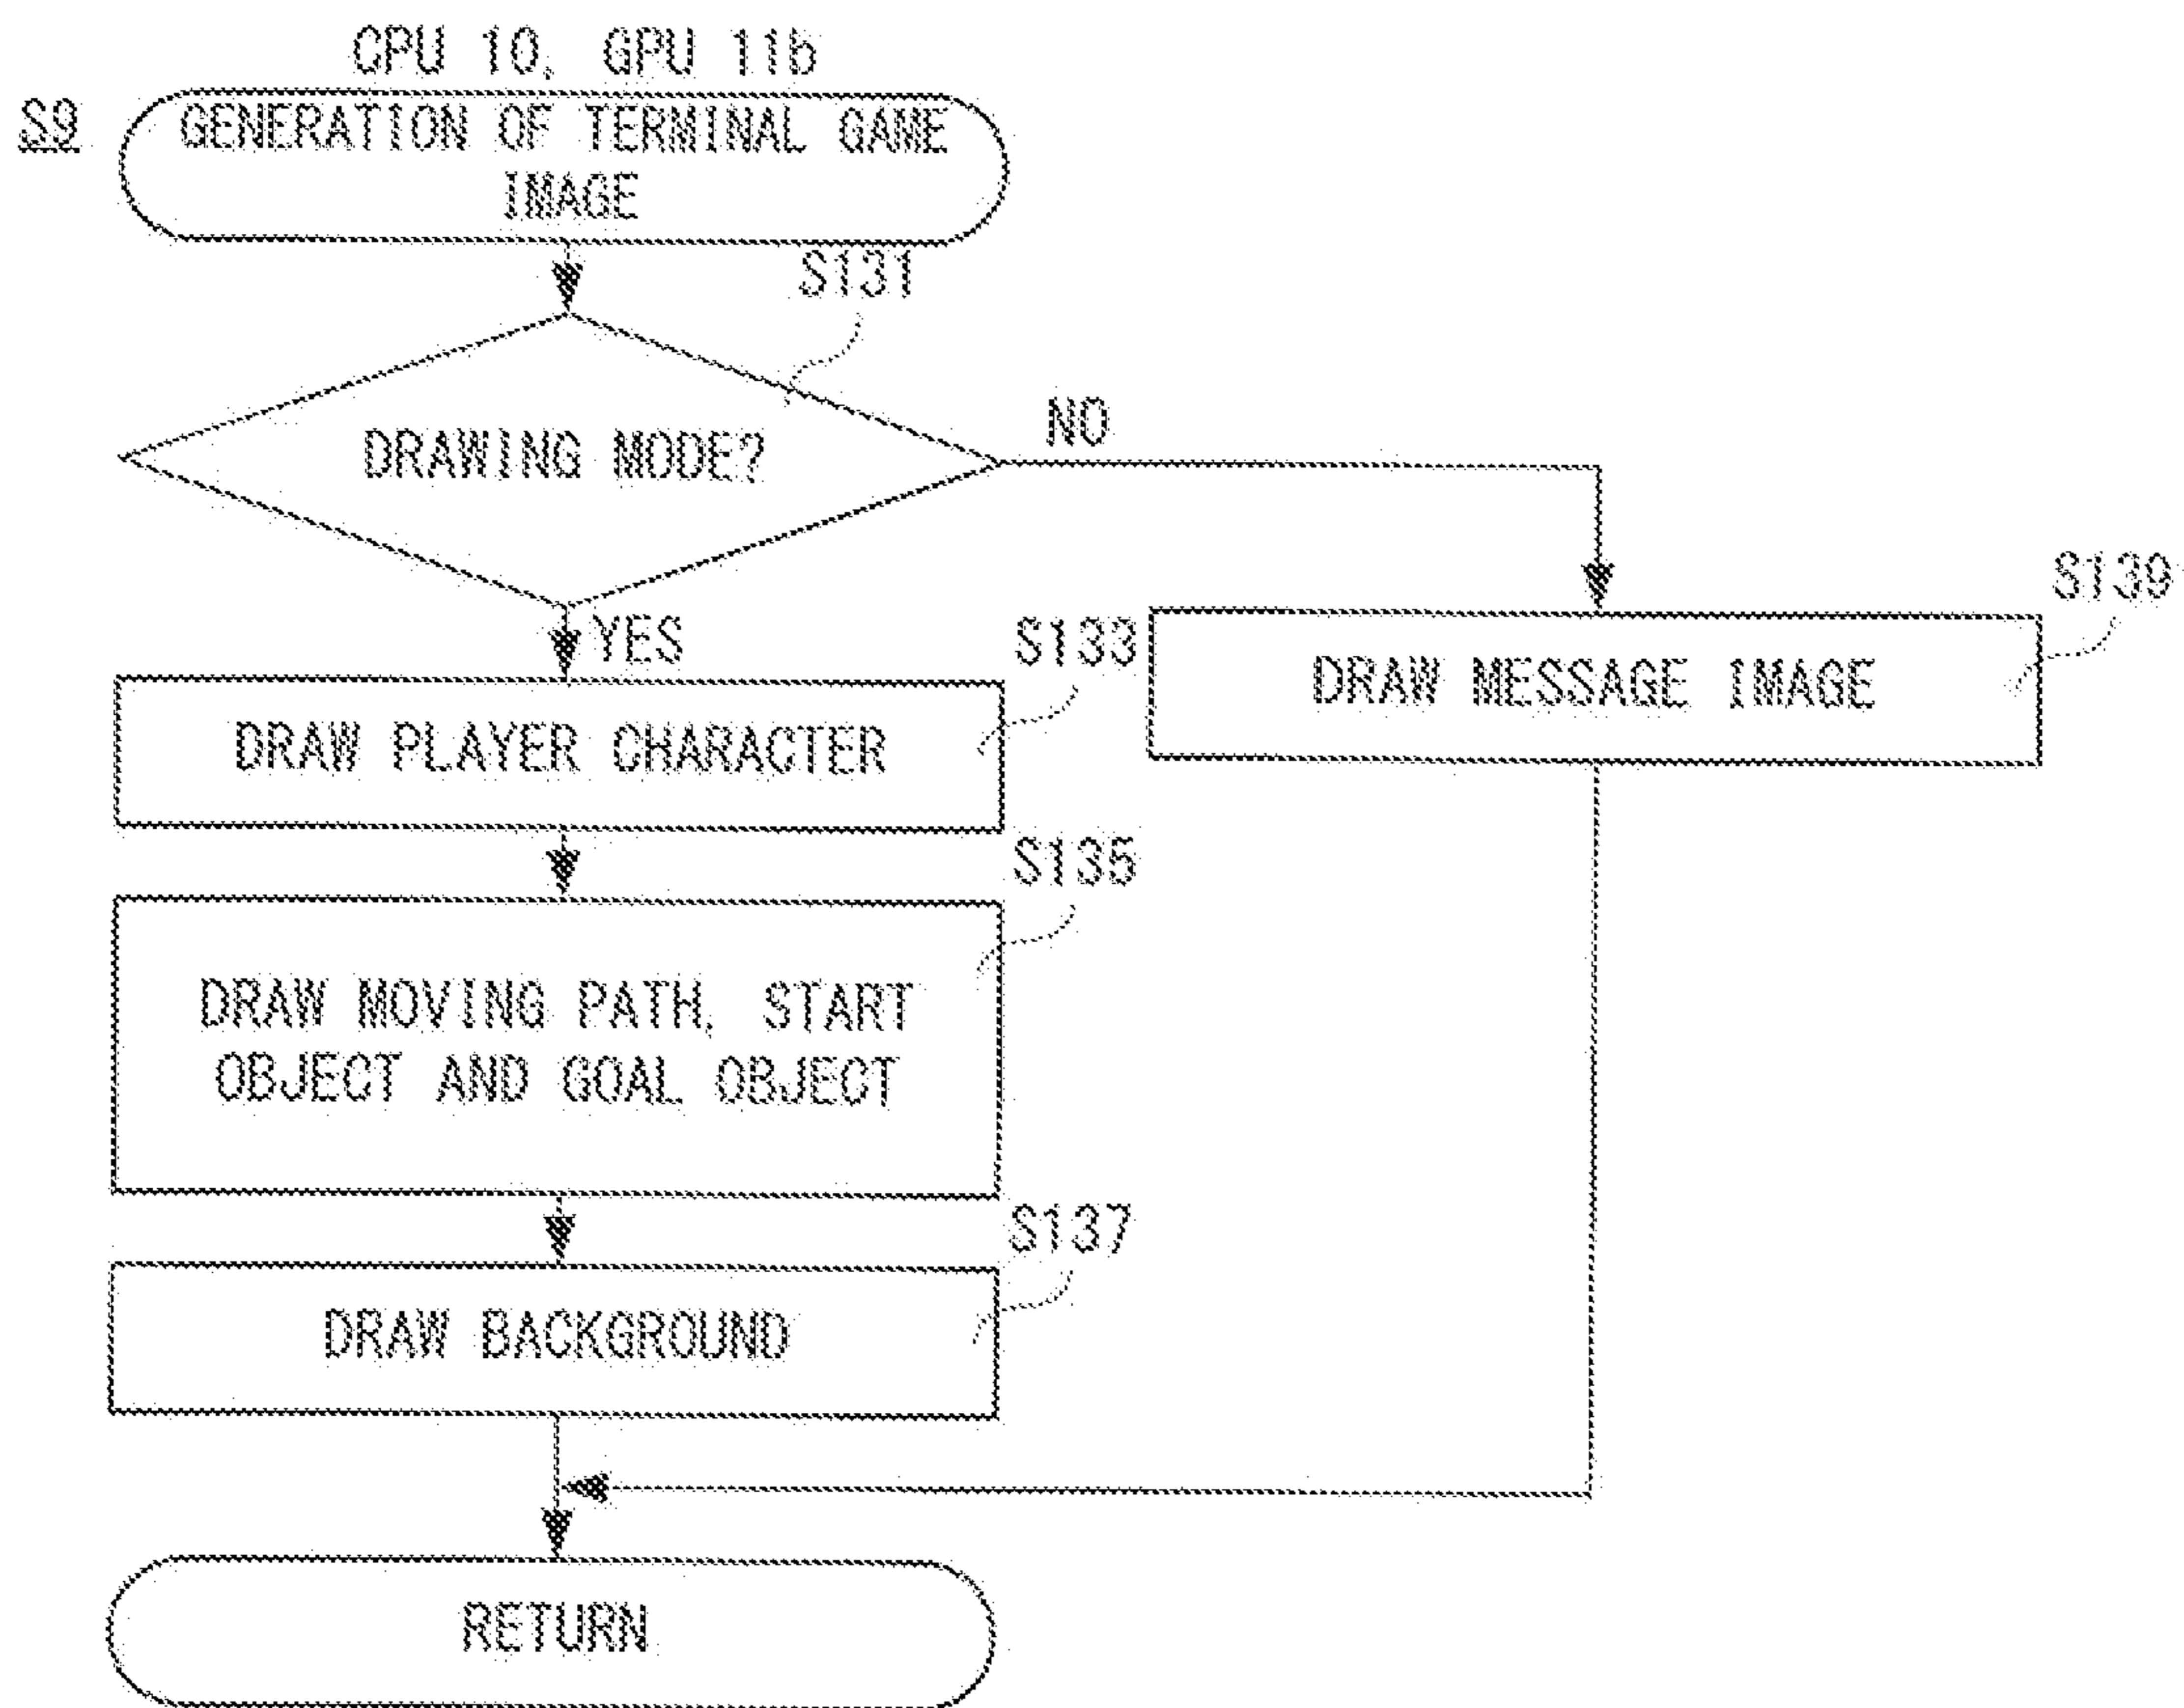 CPU 10, GPU 11b
S9
GENERATION OF TERMINAL GAME
IMAGE
S131
DRAWING MODE?
NO
YES
S133
S139
DRAW MESSAGE IMAGE
DRAW PLAYER CHARACTER
S135
DRAW MOVING PATH, START
OBJECT AND GOAL OBJECT
S137
DRAW BACKGROUND
RETURN